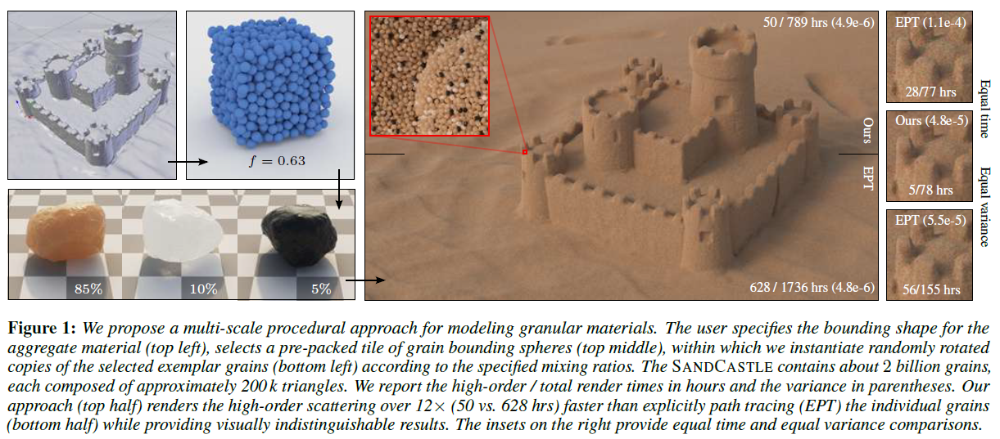 f = 0.63
85%
10%
5%
50 / 789 hrs (4.9e-6)
Ours
EPT
628 / 1736 hrs (4.8e-6)
EPT (1.1e-4)
28/77 hrs
Equal time
Ours (4.8e-5)
5/78 hrs
Equal variance
EPT (5.5e-5)
56/155 hrs
Figure 1: We propose a multi-scale procedural approach for modeling granular materials. The user specifies the bounding shape for the
aggregate material (top left), selects a pre-packed tile of grain bounding spheres (top middle), within which we instantiate randomly rotated
copies of the selected exemplar grains (bottom left) according to the specified mixing ratios. The SANDCASTLE contains about 2 billion grains,
each composed of approximately 200 k triangles. We report the high-order / total render times in hours and the variance in parentheses. Our
approach (top half) renders the high-order scattering over 12× (50 vs. 628 hrs) faster than explicitly path tracing (EPT) the individual grains
(bottom half) while providing visually indistinguishable results. The insets on the right provide equal time and equal variance comparisons.